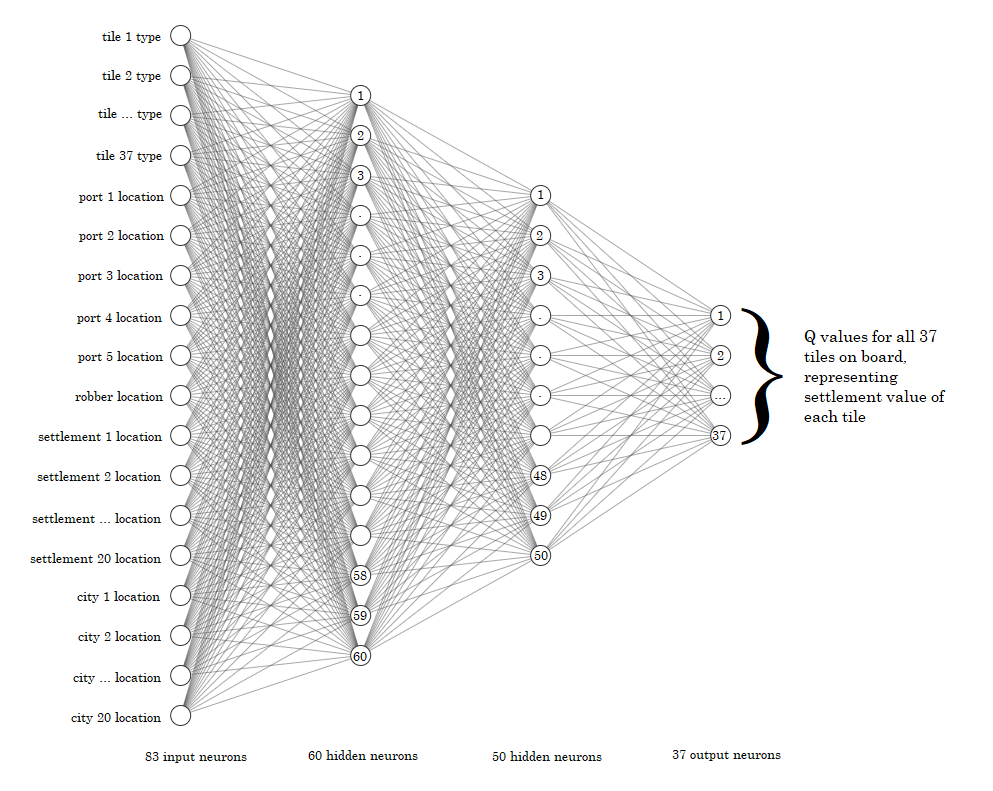 tile 1 type
tile 2 type
tile ... type
tile 37 type
port 1 location
port 2 location
port 3 location
port 4 location
port 5 location
robber location
settlement 1 location
settlement 2 location
settlement ... location
settlement 20 location
city 1 location
city 2 location
city ... location
city 20 location
1
2
3
.
.
.
58
59
60
1
2
3
.
.
.
48
49
50
1
2
...
37
}
Q values for all 37
tiles on board,
representing
settlement value of
each tile
83 input neurons
60 hidden neurons
50 hidden neurons
37 output neurons